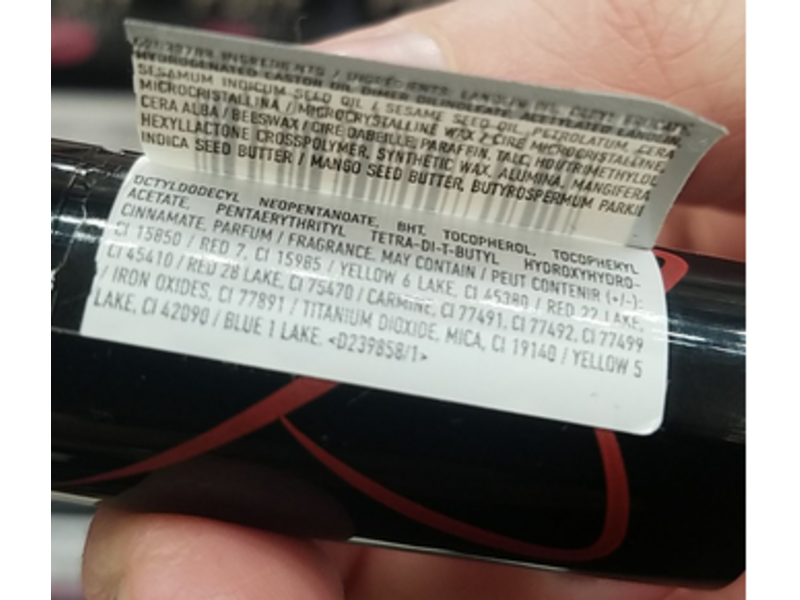 INGREDIENTS / INGRÉDIENTS: LANOLIN OIL, OLEYL ERUCATE,
HYDROGENATED CASTOR OIL DIMER DILINOLEATE, ACETYLATED LANOLIN,
SESAMUM INDICUM SEED OIL / SESAME SEED OIL, PETROLATUM, CERA
MICROCRISTALLINA / MICROCRYSTALLINE WAX / CIRE MICROCRISTALLINE,
CERA ALBA / BEESWAX / CIRE DABEILLE, PARAFFIN, TALC, HDI/TRIMETHYLOL
HEXYLLACTONE CROSSPOLYMER, SYNTHETIC WAX, ALUMINA, MANGIFERA
INDICA SEED BUTTER / MANGO SEED BUTTER, BUTYROSPERMUM PARKII
OCTYLDODECYL NEOPENTANOATE, BHT, TOCOPHEROL, TOCOPHERYL
ACETATE, PENTAERYTHRITYL TETRA-DI-T-BUTYL HYDROXYHYDRO-
CINNAMATE, PARFUM / FRAGRANCE. MAY CONTAIN / PEUT CONTENIR (+/-):
CI 15850 / RED 7, CI 15985 / YELLOW 6 LAKE, CI 45380 / RED 22 LAKE,
CI 45410 / RED 28 LAKE, CI 75470 / CARMINE, CI 77491, CI 77492, CI 77499
/ IRON OXIDES, CI 77891 / TITANIUM DIOXIDE, MICA, CI 19140 / YELLOW 5
LAKE, CI 42090 / BLUE 1 LAKE. <D239858/1>